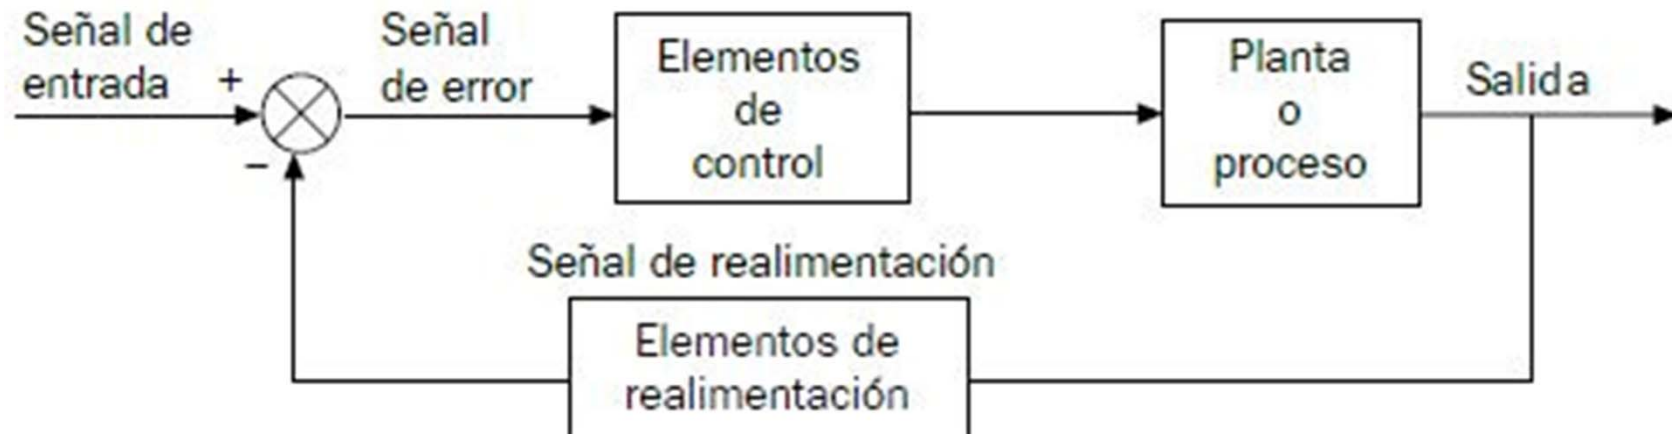 Señal de
entrada
+
−
Señal
de error
Elementos
de
control
Planta
o
proceso
Salida
Señal de realimentación
Elementos de
realimentación